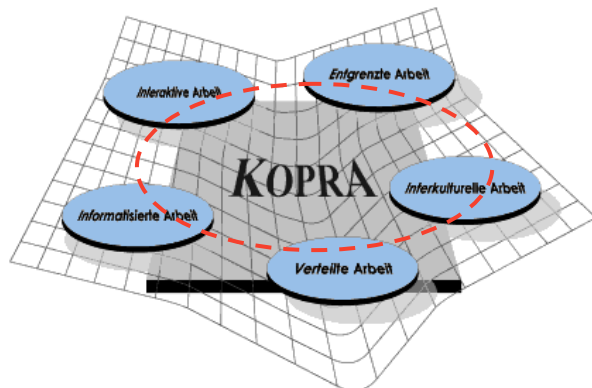 Interaktive Arbeit
Entgrenzte Arbeit
KOPRA
Interkulturelle Arbeit
Informatisierte Arbeit
Verteilte Arbeit